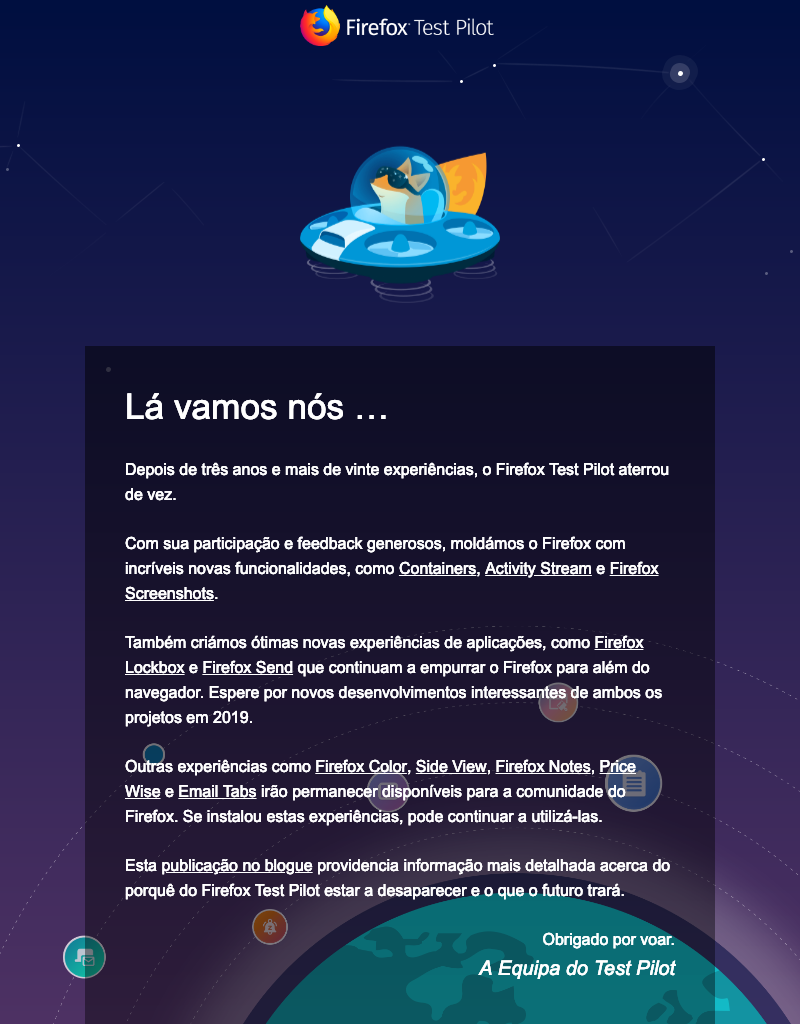 Firefox Test Pilot
Lá vamos nós …
Depois de três anos e mais de vinte experiências, o Firefox Test Pilot aterrou
de vez.
Com sua participação e feedback generosos, moldámos o Firefox com
incríveis novas funcionalidades, como Containers, Activity Stream e Firefox
Screenshots.
Também criámos ótimas novas experiências de aplicações, como Firefox
Lockbox e Firefox Send que continuam a empurrar o Firefox para além do
navegador. Espere por novos desenvolvimentos interessantes de ambos os
projetos em 2019.
Outras experiências como Firefox Color, Side View, Firefox Notes, Price
Wise e Email Tabs irão permanecer disponíveis para a comunidade do
Firefox. Se instalou estas experiências, pode continuar a utilizá-las.
Esta publicação no blogue providencia informação mais detalhada acerca do
porquê do Firefox Test Pilot estar a desaparecer e o que o futuro trará.
Obrigado por voar.
A Equipa do Test Pilot